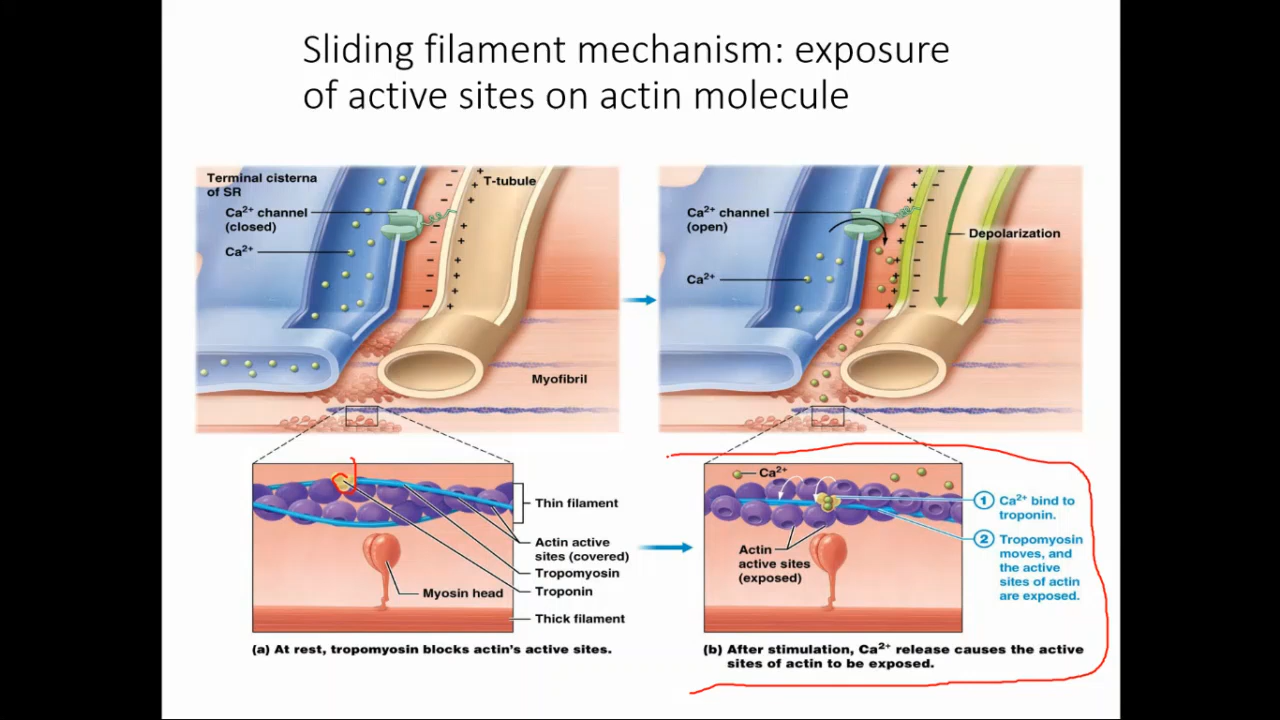 Sliding filament mechanism: exposure
of active sites on actin molecule
Terminal cisterna
of SR
T-tubule
Ca²⁺ channel
(closed)
Ca²⁺
Myofibril
Ca²⁺ channel
(open)
Depolarization
Ca²⁺
Thin filament
Actin active
sites (covered)
Tropomyosin
Troponin
Myosin head
Thick filament
(a) At rest, tropomyosin blocks actin's active sites.
Ca²⁺
1 Ca²⁺ bind to
troponin.
2 Tropomyosin
moves, and
the active
sites of actin
are exposed.
Actin
active sites
(exposed)
(b) After stimulation, Ca²⁺ release causes the active
sites of actin to be exposed.